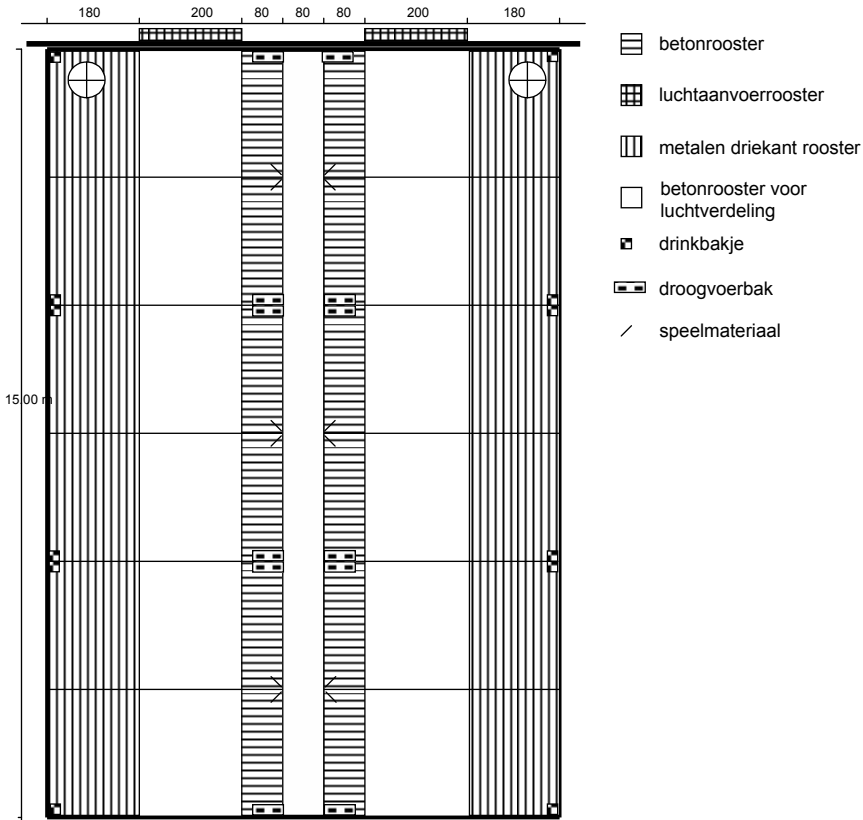 180 200 80 80 80 200 180
betonrooster
luchtaanvoerrooster
metalen driekant rooster
betonrooster voor
luchtverdeling
drinkbakje
droogvoerbak
speelmateriaal
15.00 m